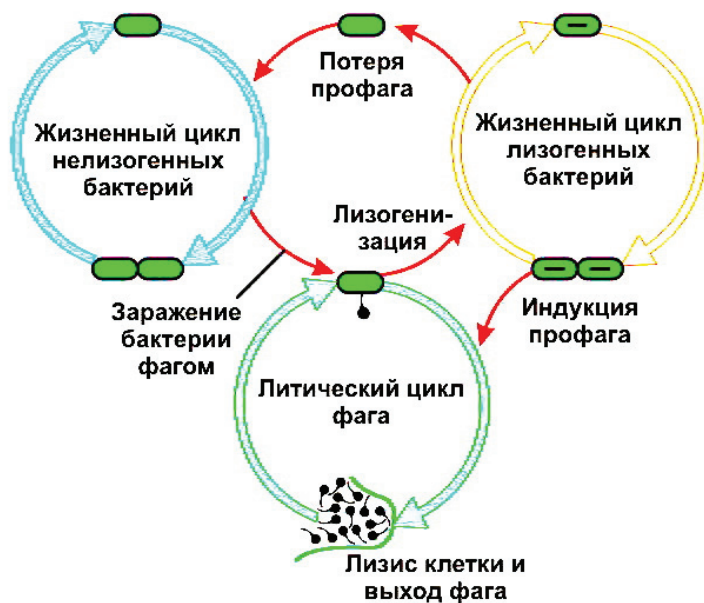 Потеря
профага
Жизненный цикл
нелизогенных
бактерий
Жизненный цикл
лизогенных
бактерий
Лизогени-
зация
Заражение
бактерии
фагом
Индукция
профага
Литический цикл
фага
Лизис клетки и
выход фага